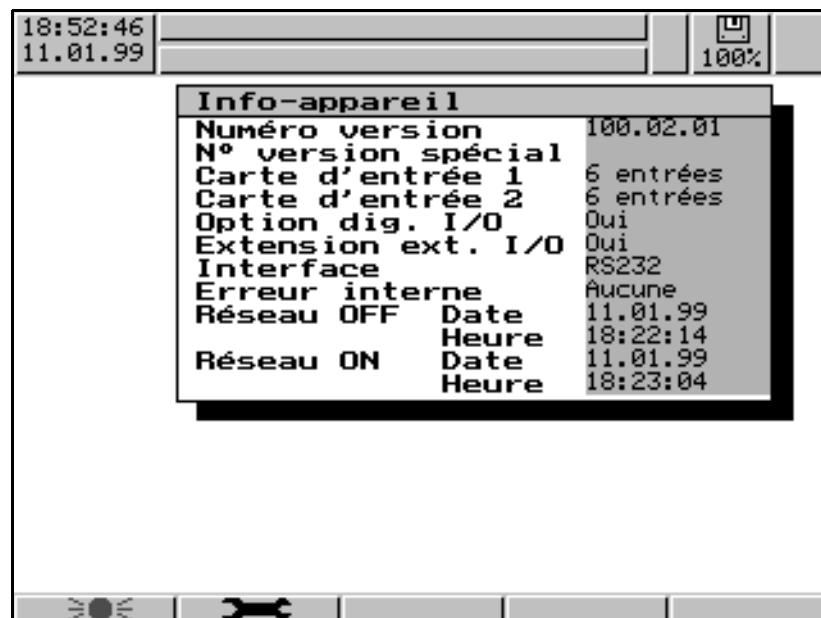 18:52:46
11.01.99
100%
Info-appareil
Numéro version 100.02.01
N° version spécial
Carte d'entrée 1 6 entrées
Carte d'entrée 2 6 entrées
Option dig. I/O Oui
Extension ext. I/O Oui
Interface RS232
Erreur interne Aucune
Réseau OFF Date 11.01.99
Heure 18:22:14
Réseau ON Date 11.01.99
Heure 18:23:04